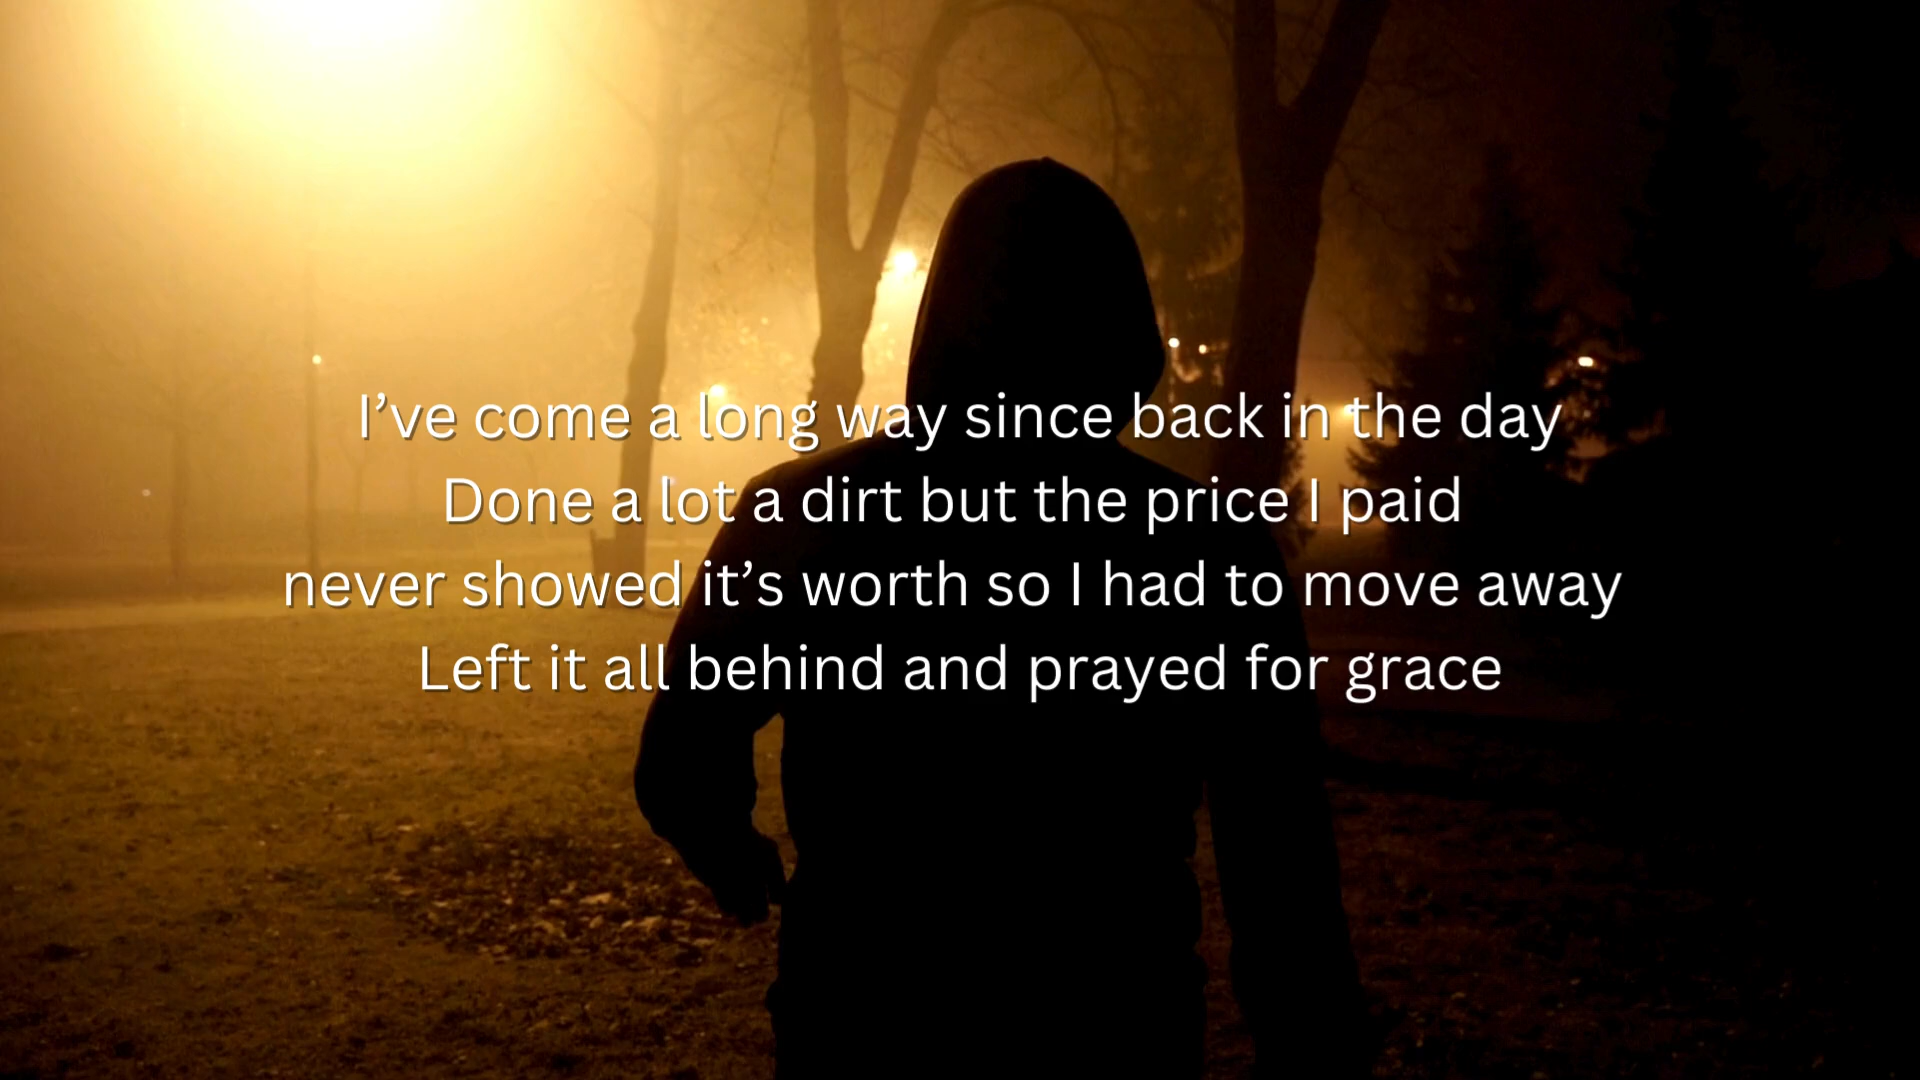 I’ve come a long way since back in the day
Done a lot a dirt but the price I paid
never showed it’s worth so I had to move away
Left it all behind and prayed for grace